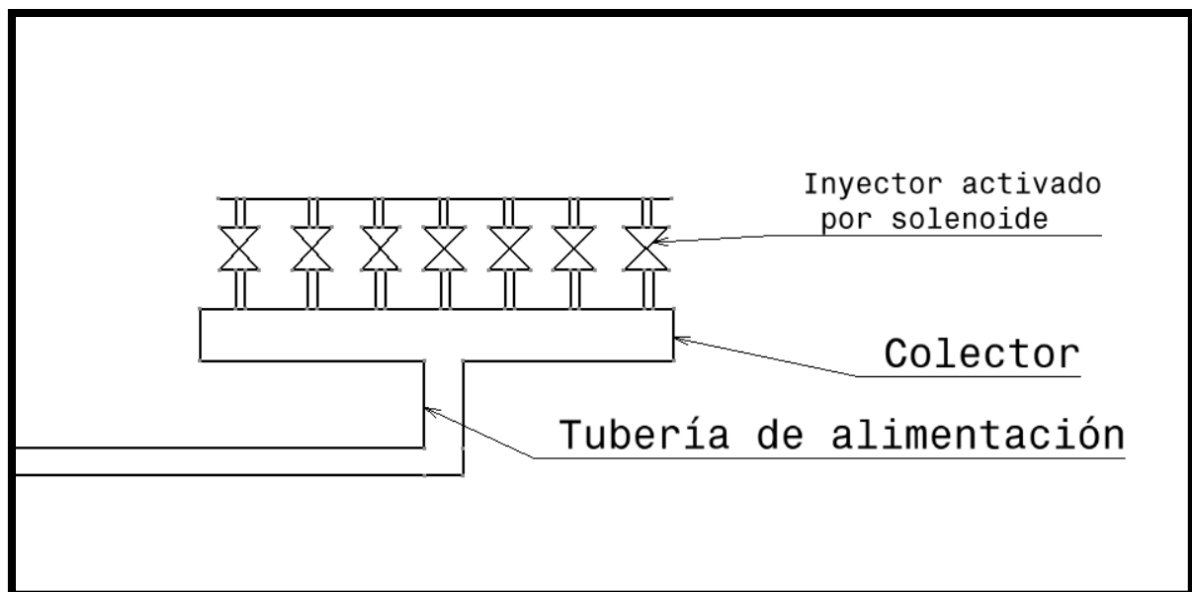 Inyector activado
por solenoide
Colector
Tubería de alimentación